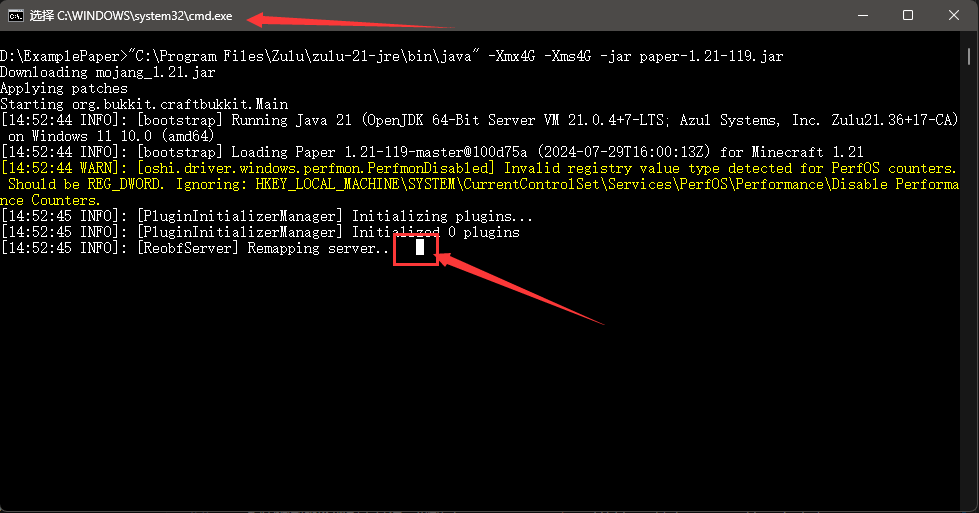 选择 C:\WINDOWS\system32\cmd.exe
D:\ExamplePaper>"C:\Program Files\Zulu\zulu-21-jre\bin\java" -Xmx4G -Xms4G -jar paper-1.21-119.jar
Downloading mojang_1.21.jar
Applying patches
Starting org.bukkit.craftbukkit.Main
[14:52:44 INFO]: [bootstrap] Running Java 21 (OpenJDK 64-Bit Server VM 21.0.4+7-LTS; Azul Systems, Inc. Zulu21.36+17-CA)
on Windows 11 10.0 (amd64)
[14:52:44 INFO]: [bootstrap] Loading Paper 1.21-119-master@100d75a (2024-07-29T16:00:13Z) for Minecraft 1.21
[14:52:44 WARN]: [oshi.driver.windows.perfmon.PerfmonDisabled] Invalid registry value type detected for PerfOS counters.
Should be REG_DWORD. Ignoring: HKEY_LOCAL_MACHINE\SYSTEM\CurrentControlSet\Services\PerfOS\Performance\Disable Performa
nce Counters.
[14:52:45 INFO]: [PluginInitializerManager] Initializing plugins...
[14:52:45 INFO]: [PluginInitializerManager] Initialized 0 plugins
[14:52:45 INFO]: [ReobfServer] Remapping server..